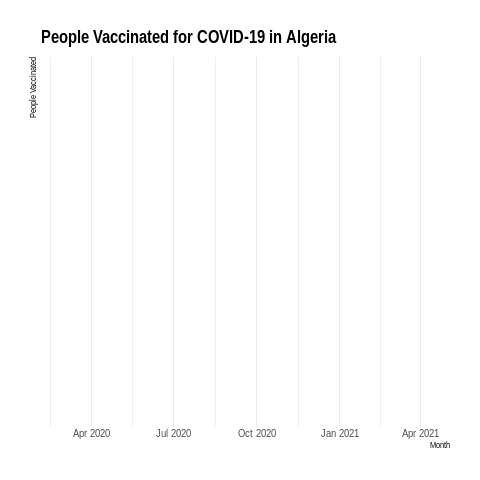 People Vaccinated for COVID-19 in Algeria
People Vaccinated
Apr 2020
Jul 2020
Oct 2020
Jan 2021
Apr 2021
Month